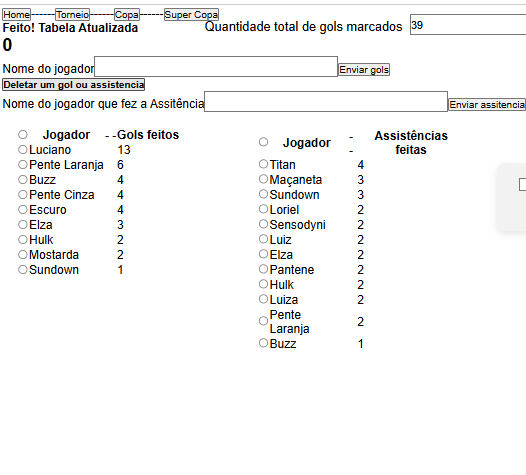 Home------Torneio------Copa------Super Copa
Feito! Tabela Atualizada
Quantidade total de gols marcados 39
0
Nome do jogador Enviar gols
Deletar um gol ou assistencia
Nome do jogador que fez a Assitência Enviar assitencia
Jogador - -Gols feitos
Luciano 13
Pente Laranja 6
Buzz 4
Pente Cinza 4
Escuro 4
Elza 3
Hulk 2
Mostarda 2
Sundown 1
Jogador - - Assistências
feitas
Titan 4
Maçaneta 3
Sundown 3
Loriel 2
Sensodyni 2
Luiz 2
Elza 2
Pantene 2
Hulk 2
Luiza 2
Pente
Laranja 2
Buzz 1